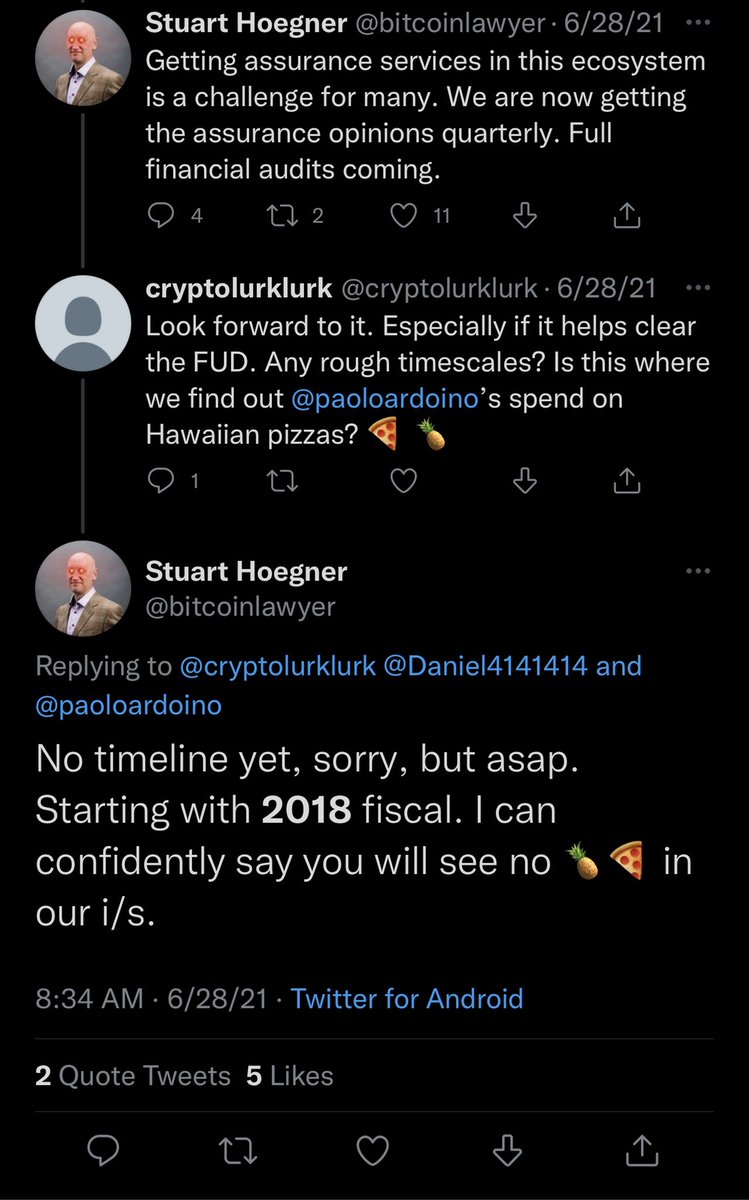 Stuart Hoegner @bitcoinlawyer · 6/28/21 ···
Getting assurance services in this ecosystem
is a challenge for many. We are now getting
the assurance opinions quarterly. Full
financial audits coming.
4 2 11
cryptolurklurk @cryptolurklurk · 6/28/21 ···
Look forward to it. Especially if it helps clear
the FUD. Any rough timescales? Is this where
we find out @paoloardoino’s spend on
Hawaiian pizzas? 🍕 🍍
1
Stuart Hoegner ···
@bitcoinlawyer
Replying to @cryptolurklurk @Daniel4141414 and
@paoloardoino
No timeline yet, sorry, but asap.
Starting with 2018 fiscal. I can
confidently say you will see no 🍍🍕 in
our i/s.
8:34 AM · 6/28/21 · Twitter for Android
2 Quote Tweets 5 Likes